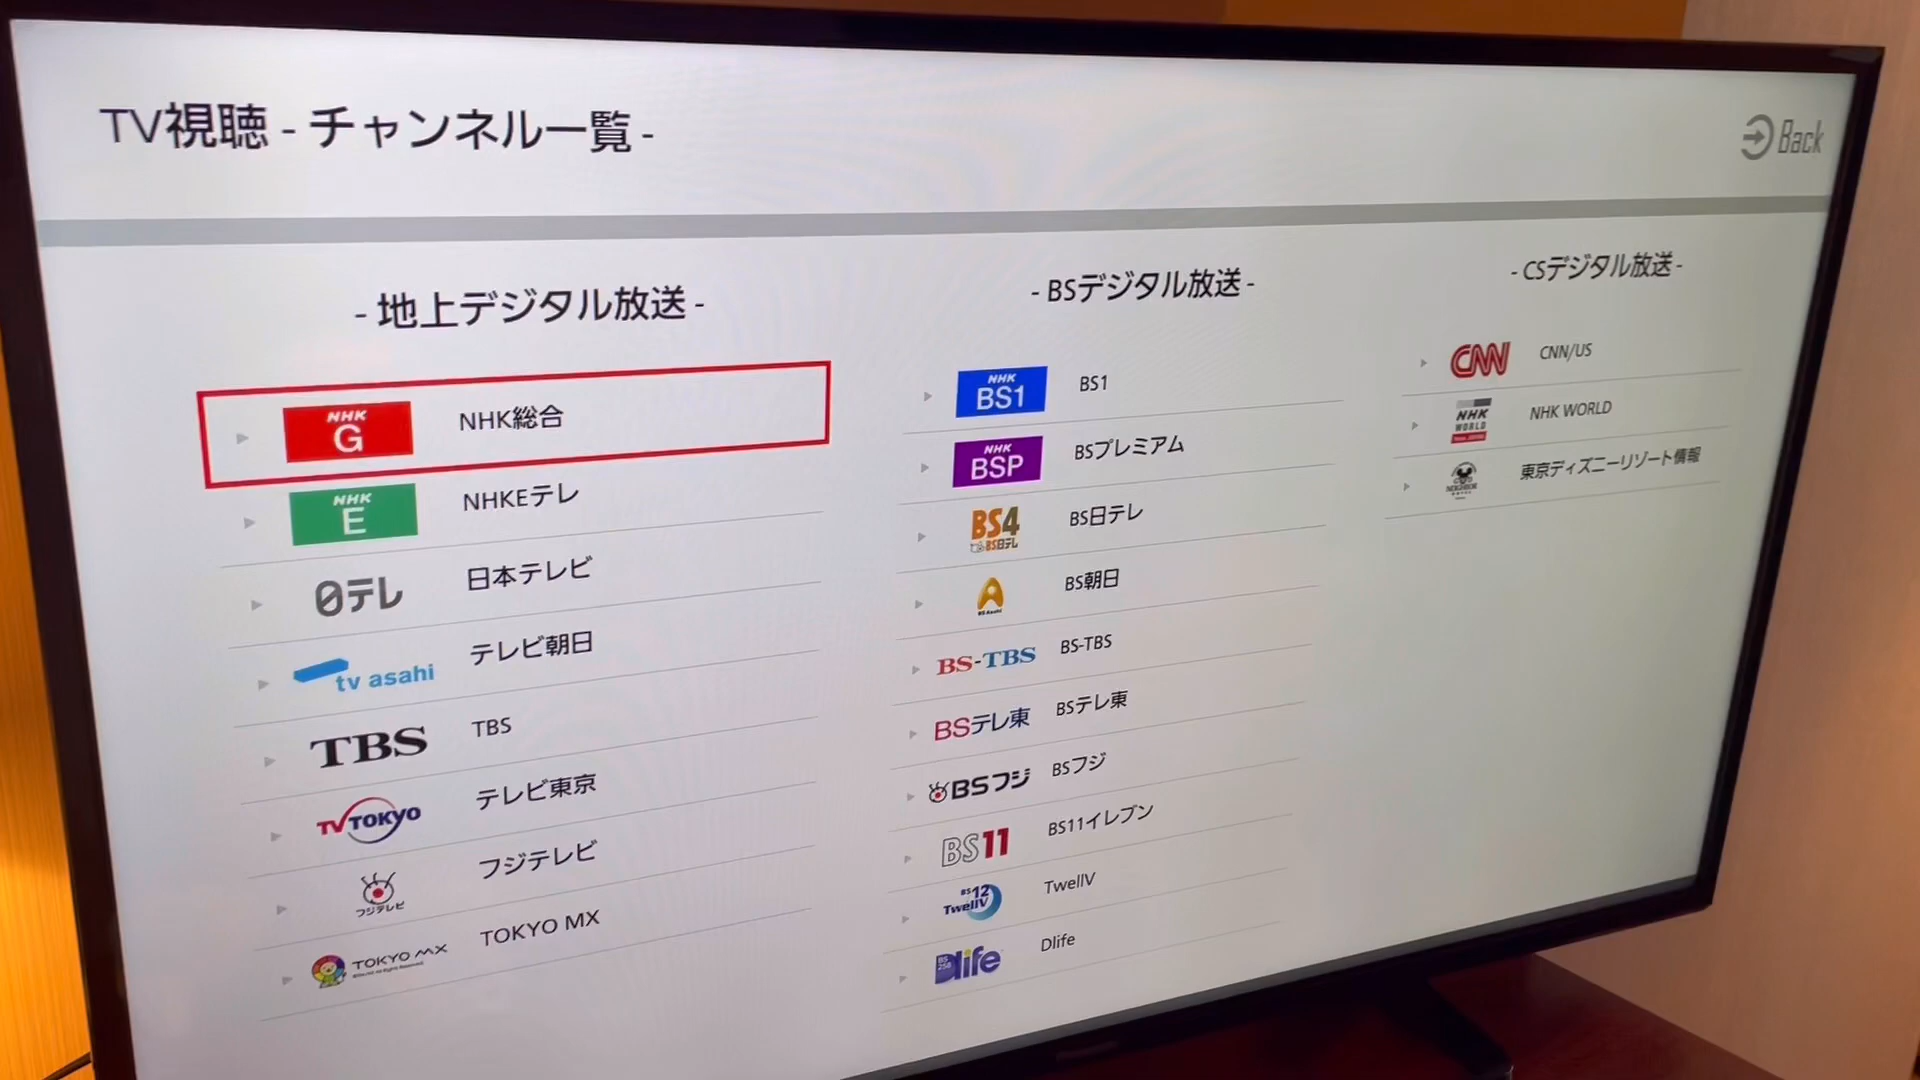 TV視聴 - チャンネル一覧 -
Back
- 地上デジタル放送 -
NHK G NHK総合
NHK E NHKEテレ
日テレ 日本テレビ
tv asahi テレビ朝日
TBS TBS
TV TOKYO テレビ東京
フジテレビ フジテレビ
TOKYO MX TOKYO MX
- BSデジタル放送 -
NHK BS1 BS1
NHK BSP BSプレミアム
BS4 BS日テレ BS日テレ
BS Asahi BS朝日
BS-TBS BS-TBS
BSテレ東 BSテレ東
BSフジ BSフジ
BS11 BS11イレブン
BS12 TwellV TwellV
BS 258 Dlife Dlife
- CSデジタル放送 -
CNN CNN/US
NHK WORLD NHK WORLD
東京ディズニーリゾート情報